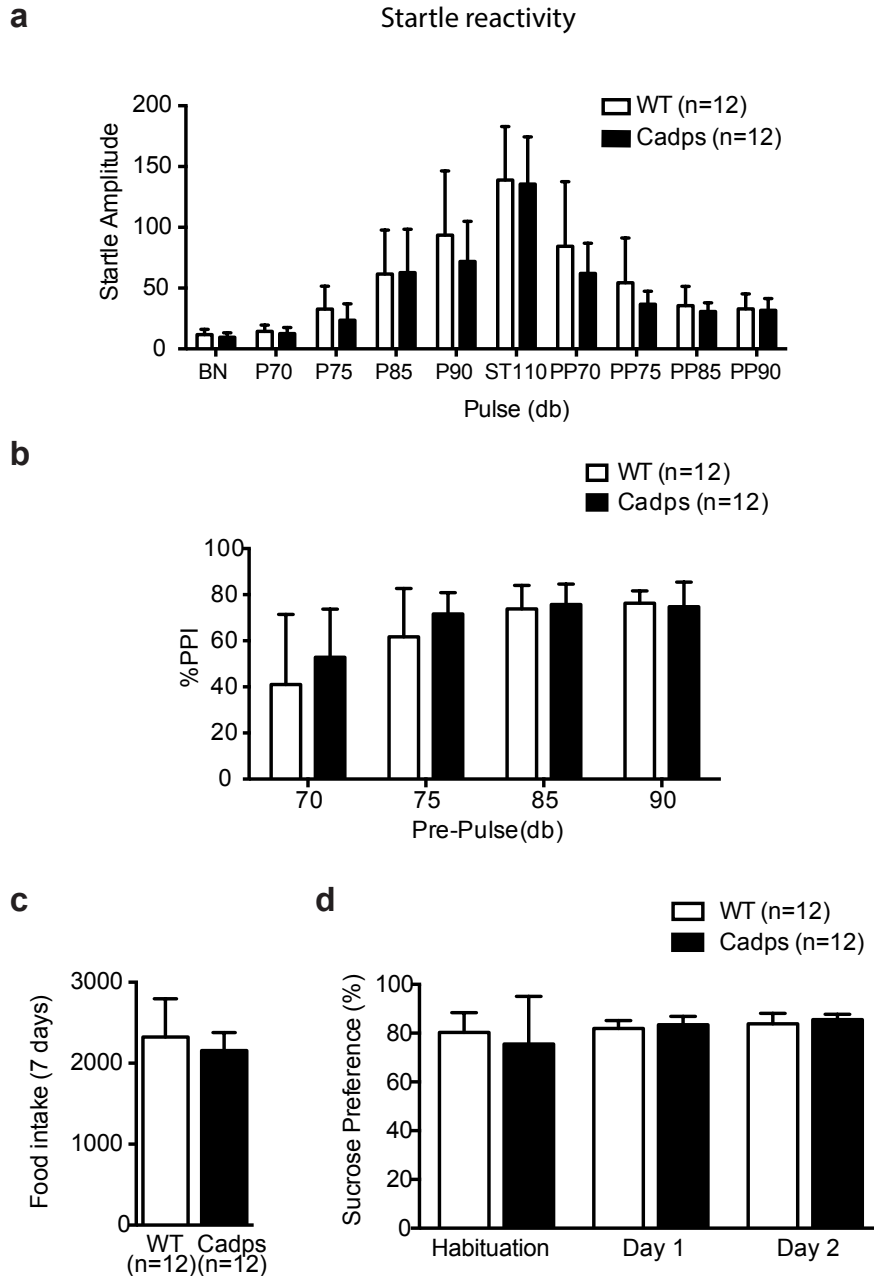 a
Startle reactivity
WT (n=12)
Cadps (n=12)
Startle Amplitude
200
150
100
50
0
BN P70 P75 P85 P90 ST110 PP70 PP75 PP85 PP90
Pulse (db)
b
WT (n=12)
Cadps (n=12)
%PPI
100
80
60
40
20
0
70 75 85 90
Pre-Pulse(db)
c
Food intake (7 days)
3000
2000
1000
0
WT Cadps
(n=12) (n=12)
d
WT (n=12)
Cadps (n=12)
Sucrose Preference (%)
100
80
60
40
20
0
Habituation Day 1 Day 2